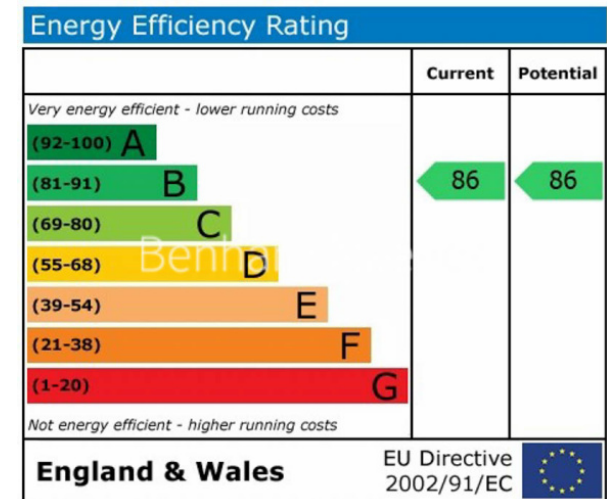 Energy Efficiency Rating
Current Potential
Very energy efficient - lower running costs
(92-100) A
(81-91) B 86 86
(69-80) C
(55-68) D
(39-54) E
(21-38) F
(1-20) G
Not energy efficient - higher running costs
England & Wales
EU Directive
2002/91/EC